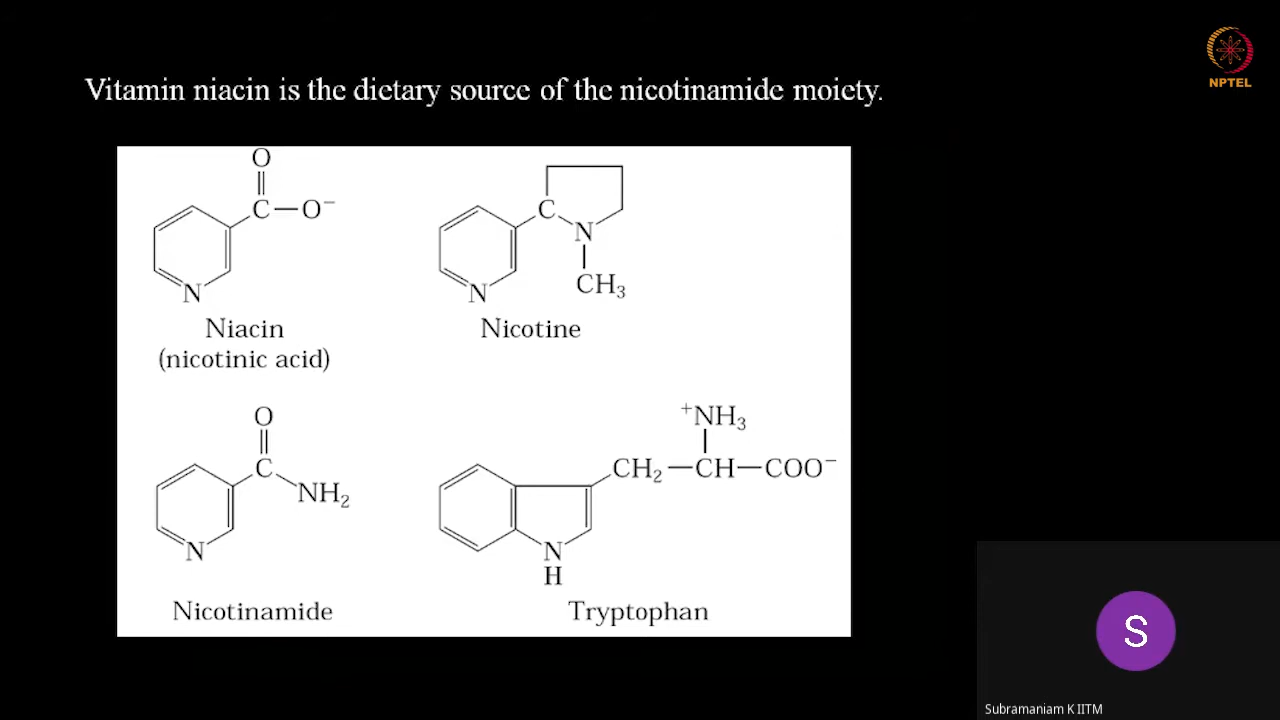 NPTEL
Vitamin niacin is the dietary source of the nicotinamide moiety.
O
C—O⁻
N
Niacin
(nicotinic acid)
C
N
CH₃
N
Nicotine
O
C
NH₂
N
Nicotinamide
⁺NH₃
CH₂—CH—COO⁻
N
H
Tryptophan
S
Subramaniam K IITM